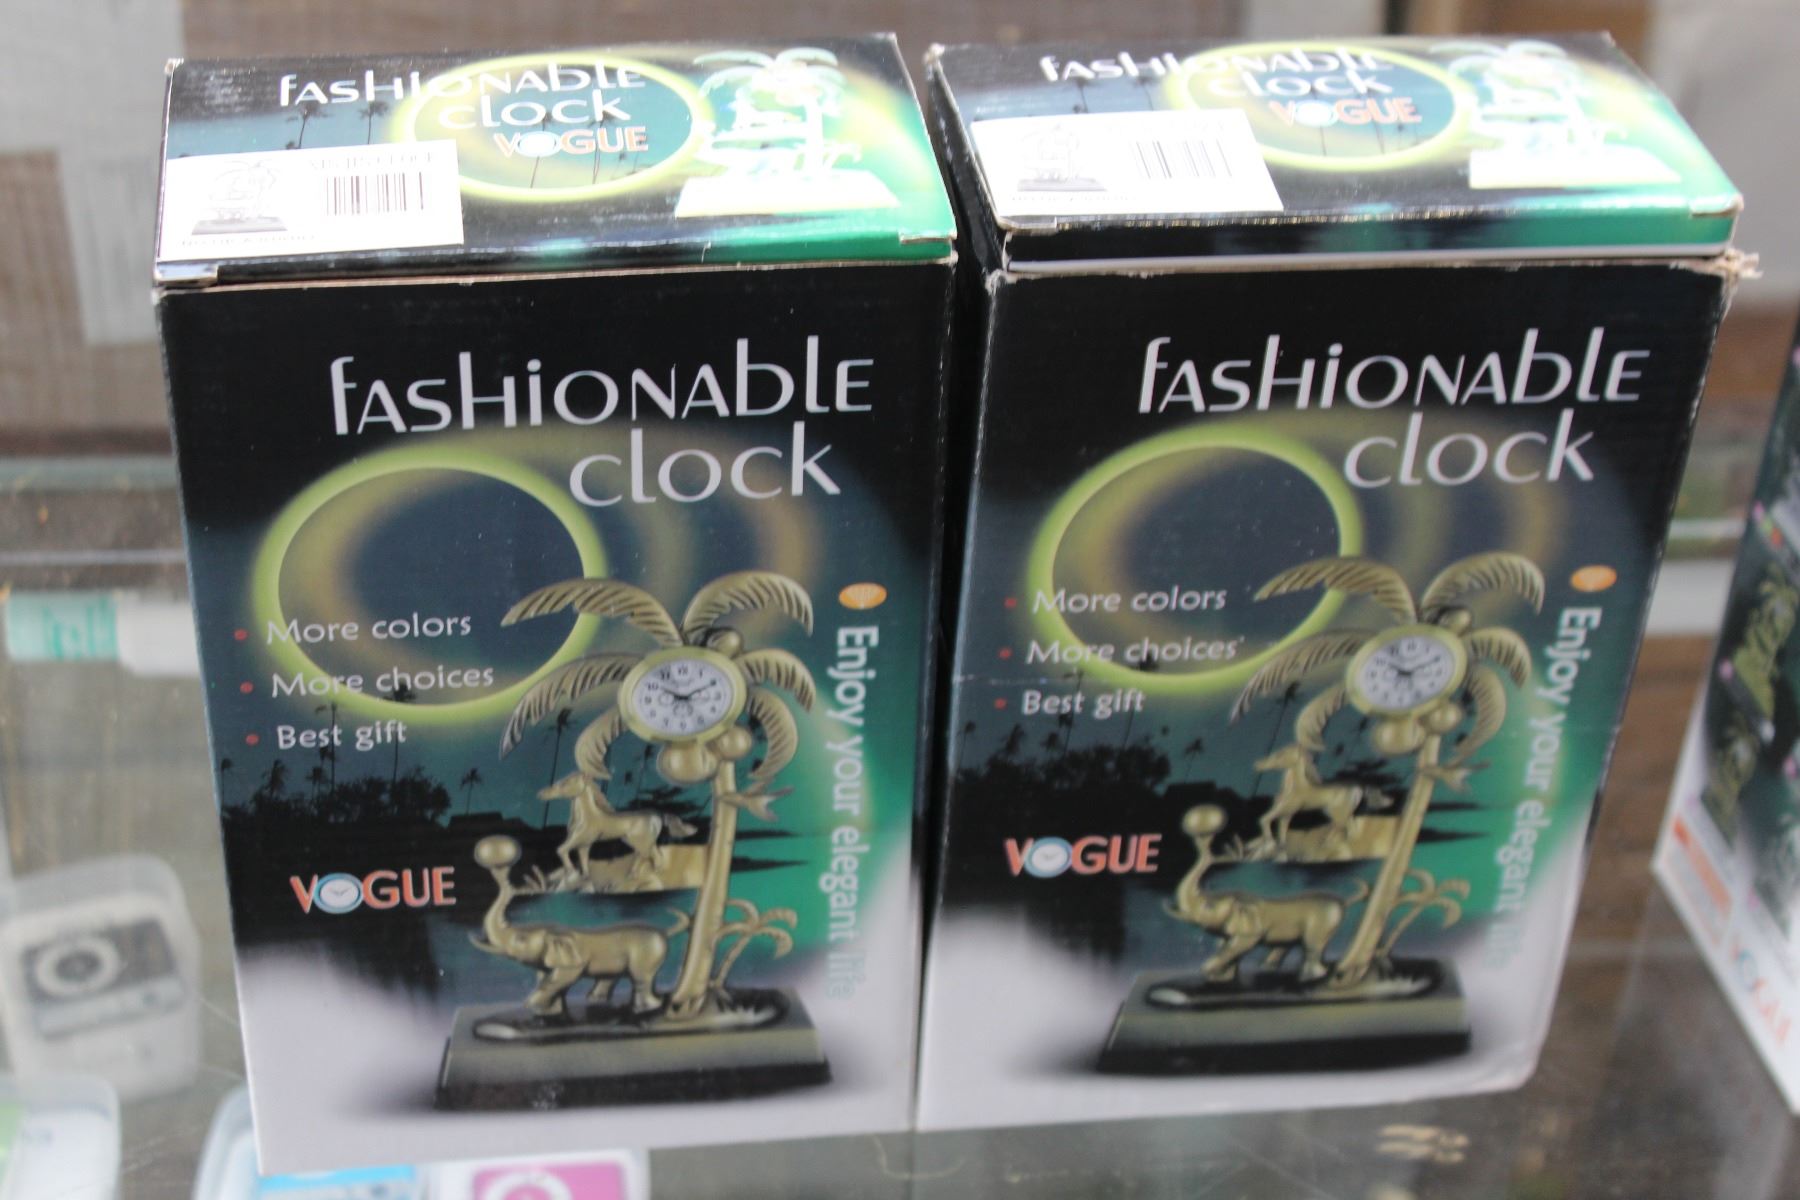 fASHiONAblE
clock
VOGUE
fASHiONAblE
clock
More colors
More choices
Best gift
VOGUE
Enjoy your elegant life
fASHiONAblE
clock
VOGUE
fASHiONAblE
clock
More colors
More choices
Best gift
VOGUE
Enjoy your elegant life